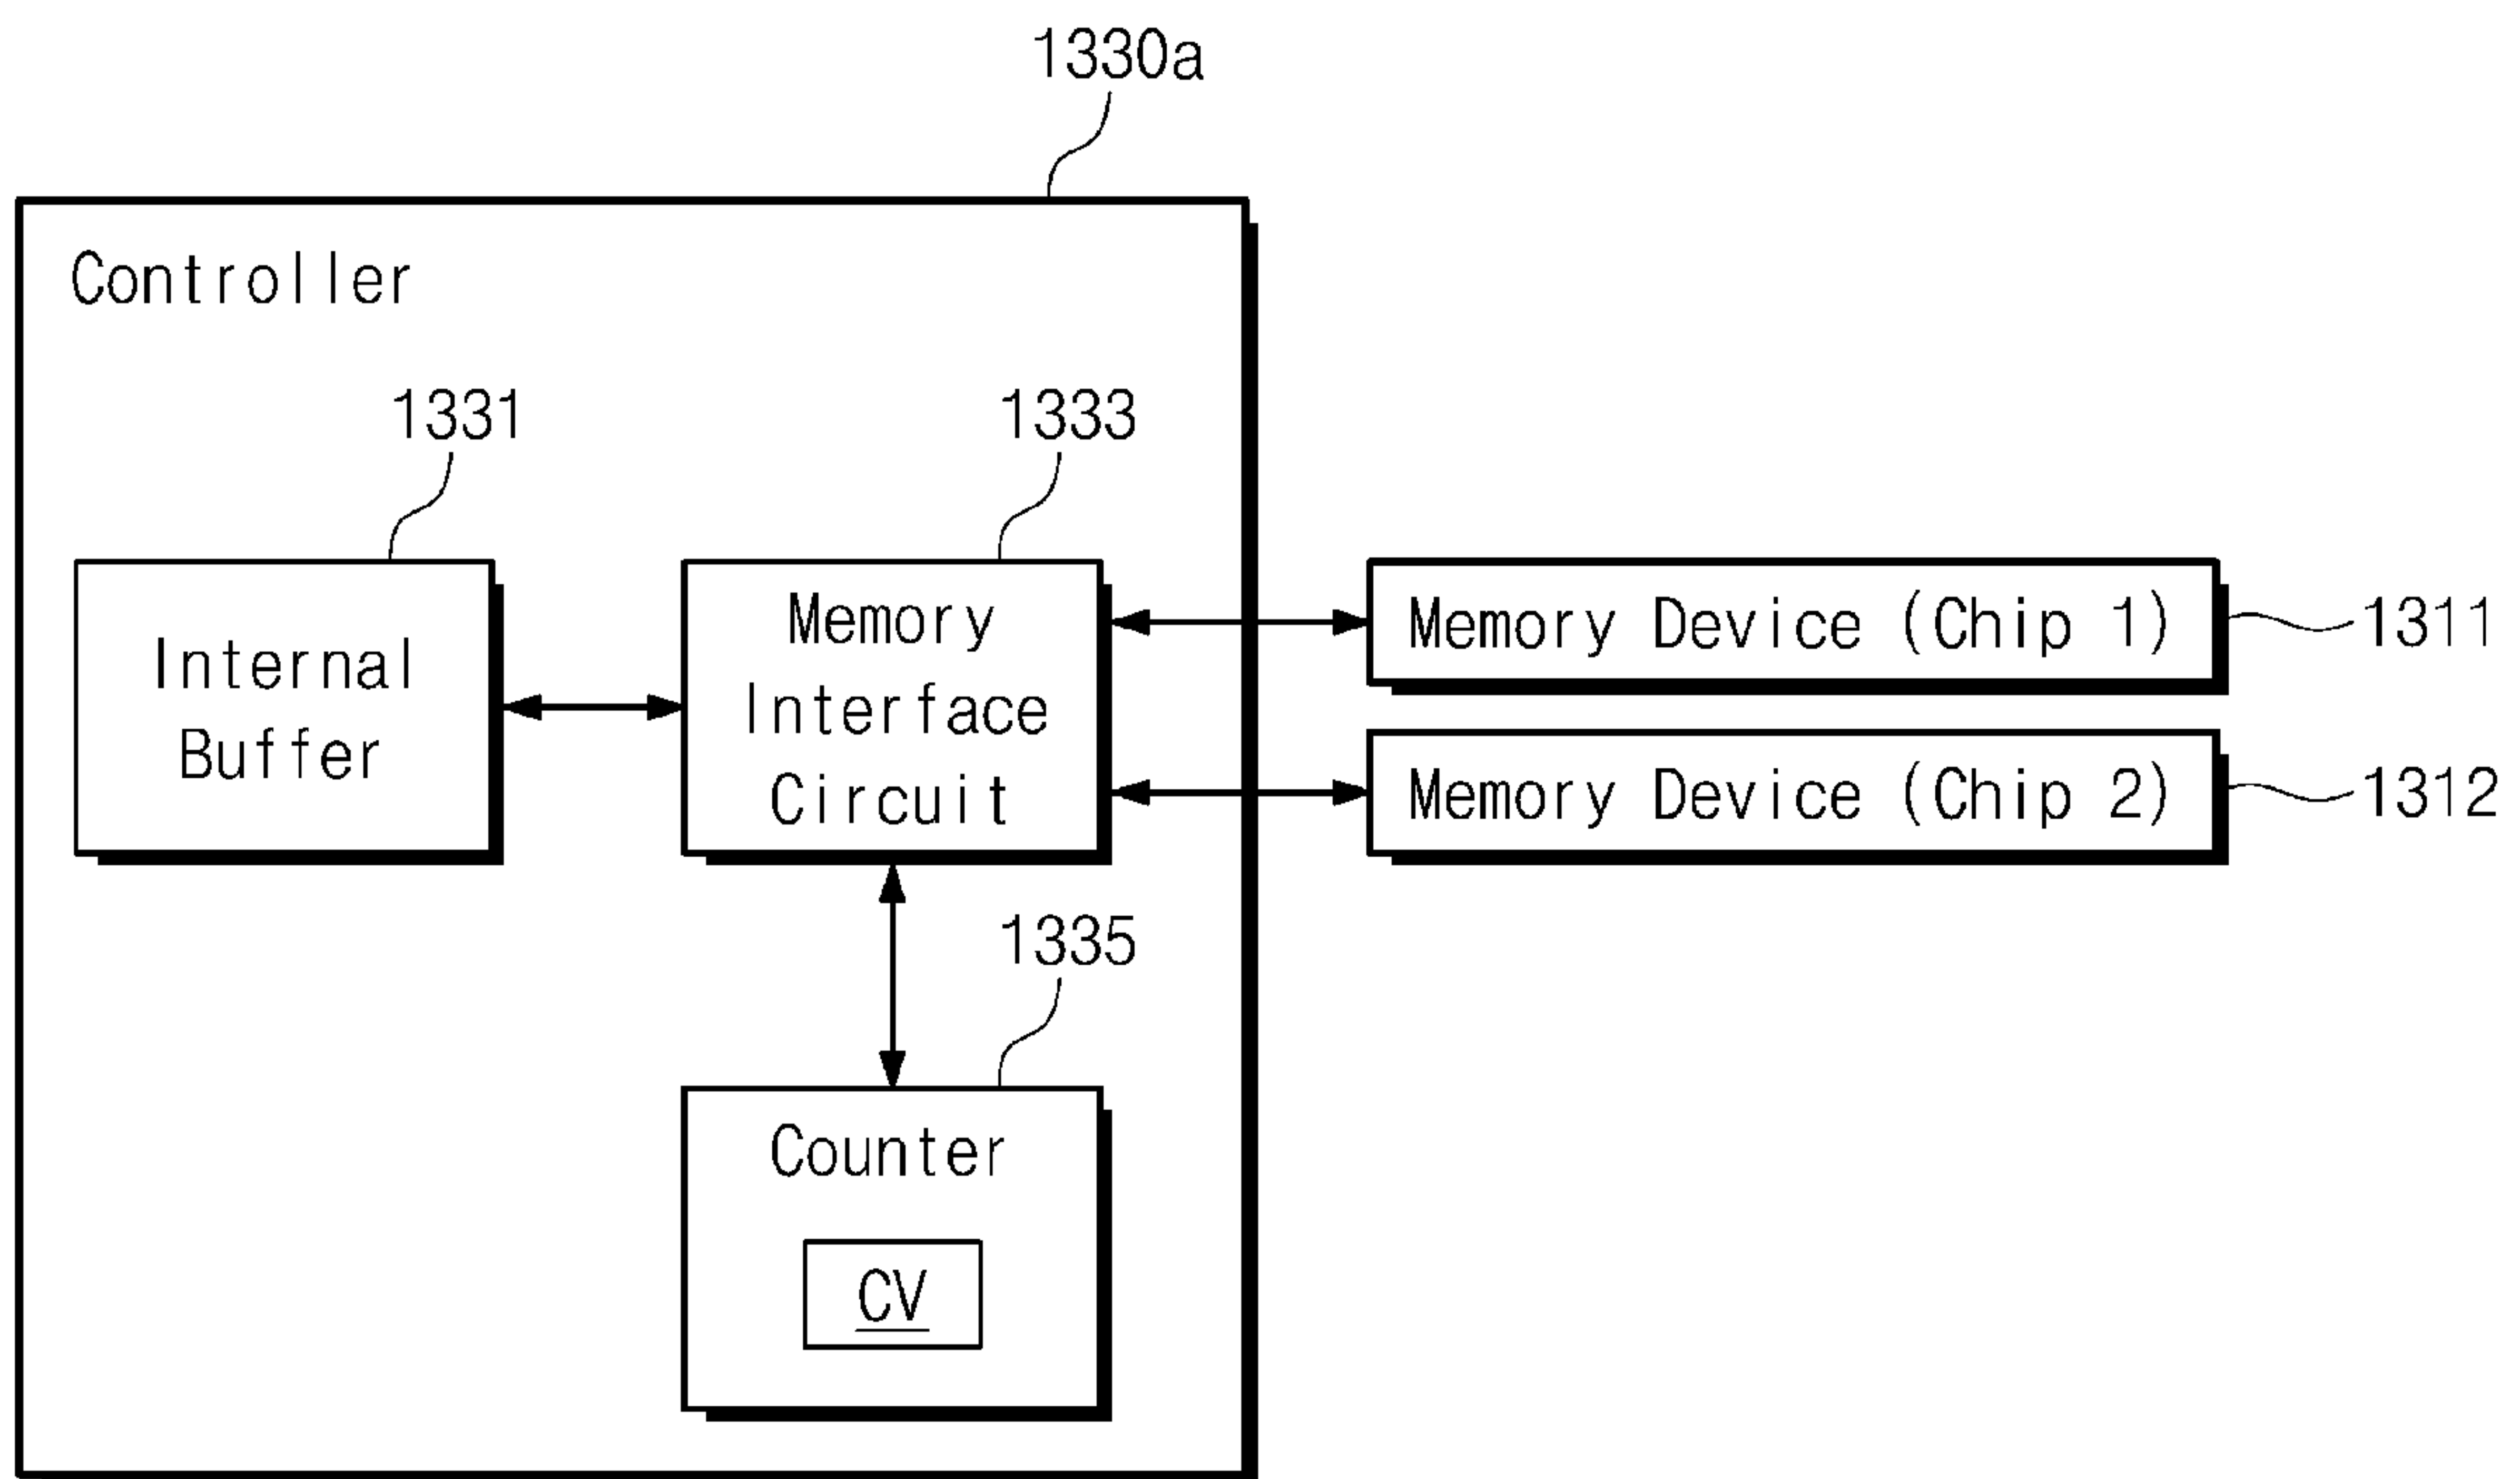 1330a
Controller
1331
1333
Internal
Buffer
Memory
Interface
Circuit
Memory Device (Chip 1)
1311
Memory Device (Chip 2)
1312
1335
Counter
CV